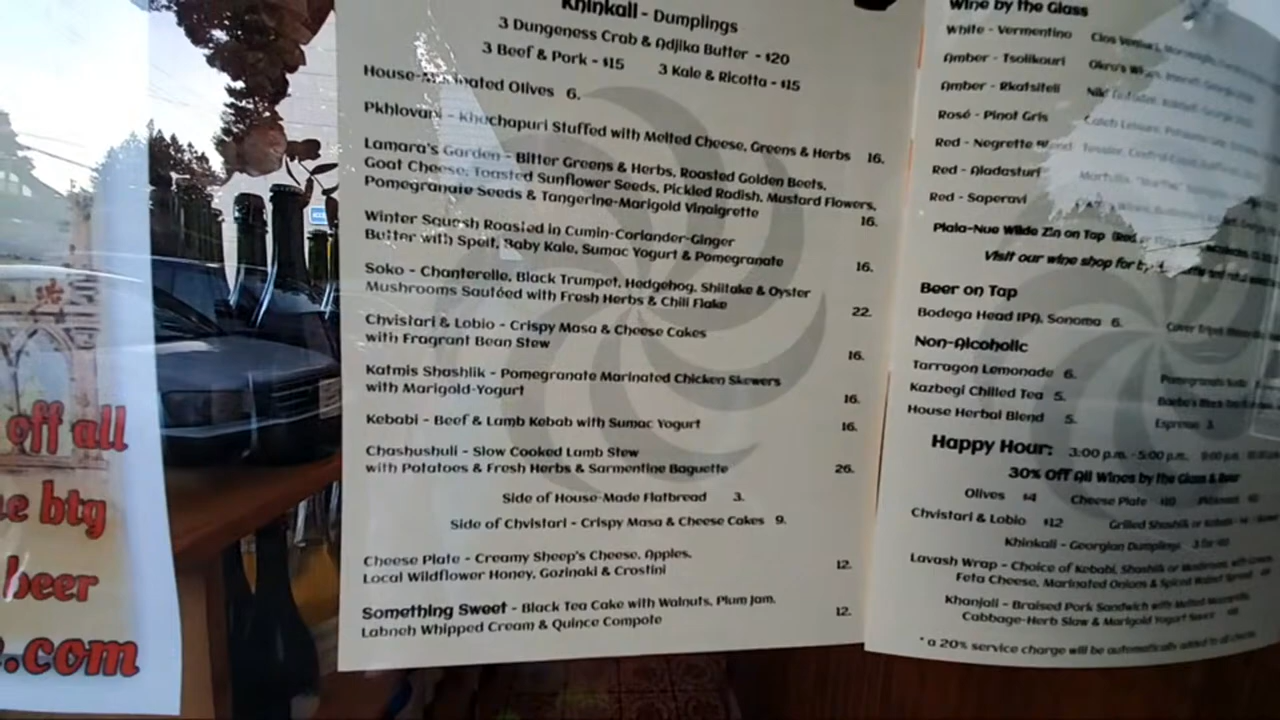 Khinkali - Dumplings
3 Dungeness Crab & Adjika Butter - $20
3 Beef & Pork - $15 3 Kale & Ricotta - $15
House-Marinated Olives 6.
Pkhlovani - Khachapuri Stuffed with Melted Cheese, Greens & Herbs 16.
Lamara's Garden - Bitter Greens & Herbs, Roasted Golden Beets,
Goat Cheese, Toasted Sunflower Seeds, Pickled Radish, Mustard Flowers,
Pomegranate Seeds & Tangerine-Marigold Vinaigrette 16.
Winter Squash Roasted in Cumin-Coriander-Ginger
Butter with Spelt, Baby Kale, Sumac Yogurt & Pomegranate 16.
Soko - Chanterelle, Black Trumpet, Hedgehog, Shiitake & Oyster
Mushrooms Sautéed with Fresh Herbs & Chili Flake 22.
Chvistari & Lobio - Crispy Masa & Cheese Cakes
with Fragrant Bean Stew 16.
Katmis Shashlik - Pomegranate Marinated Chicken Skewers
with Marigold-Yogurt 16.
Kebabi - Beef & Lamb Kebab with Sumac Yogurt 16.
Chashushuli - Slow Cooked Lamb Stew
with Potatoes & Fresh Herbs & Sarmentine Baguette 26.
Side of House-Made Flatbread 3.
Side of Chvistari - Crispy Masa & Cheese Cakes 9.
Cheese Plate - Creamy Sheep's Cheese, Apples,
Local Wildflower Honey, Gozinaki & Crostini 12.
Something Sweet - Black Tea Cake with Walnuts, Plum Jam,
Labneh Whipped Cream & Quince Compote 12.
Wine by the Glass
White - Vermentino
Amber - Tsolikouri
Amber - Rkatsiteli
Rosé - Pinot Gris
Red - Negrette
Red - Aladasturi
Red - Saperavi
Plaia-Nue Wilde Zin on Tap
Visit our wine shop for
Beer on Tap
Bodega Head IPA, Sonoma 6.
Non-Alcoholic
Tarragon Lemonade 6.
Kazbegi Chilled Tea 5.
House Herbal Blend 5. Espresso 3.
Happy Hour: 3:00 p.m. - 5:00 p.m.
30% Off All Wines by the Glass & Beer
Olives $4 Cheese Plate
Chvistari & Lobio $12 Grilled Shashlik or Kebabi
Khinkali - Georgian Dumplings
Lavash Wrap - Choice of Kebabi, Shashlik or Mushroom,
Feta Cheese, Marinated Onions & Spiced Walnut Spread
Khanjali - Braised Pork Sandwich with Melted
Cabbage-Herb Slaw & Marigold Yogurt Sauce
* a 20% service charge will be automatically added to all checks
off all
btg
beer
.com